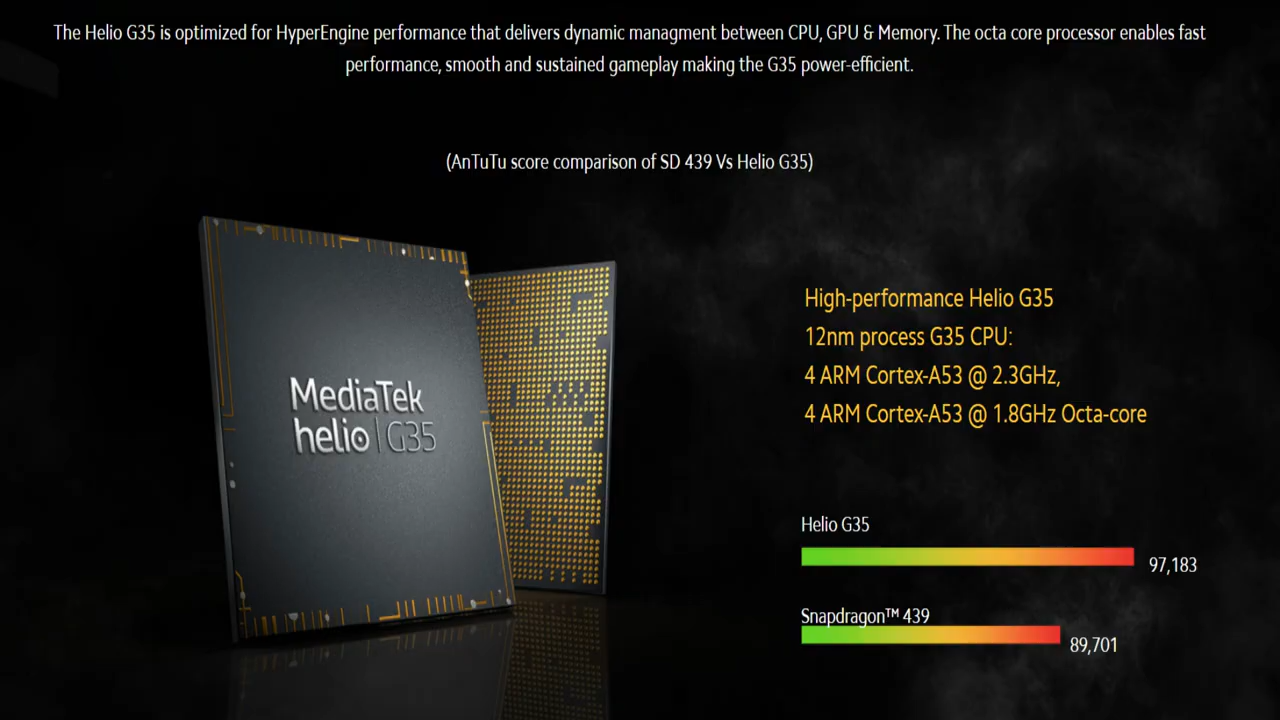 The Helio G35 is optimized for HyperEngine performance that delivers dynamic managment between CPU, GPU & Memory. The octa core processor enables fast
performance, smooth and sustained gameplay making the G35 power-efficient.
(AnTuTu score comparison of SD 439 Vs Helio G35)
MediaTek
helio | G35
High-performance Helio G35
12nm process G35 CPU:
4 ARM Cortex-A53 @ 2.3GHz,
4 ARM Cortex-A53 @ 1.8GHz Octa-core
Helio G35
97,183
Snapdragon™ 439
89,701